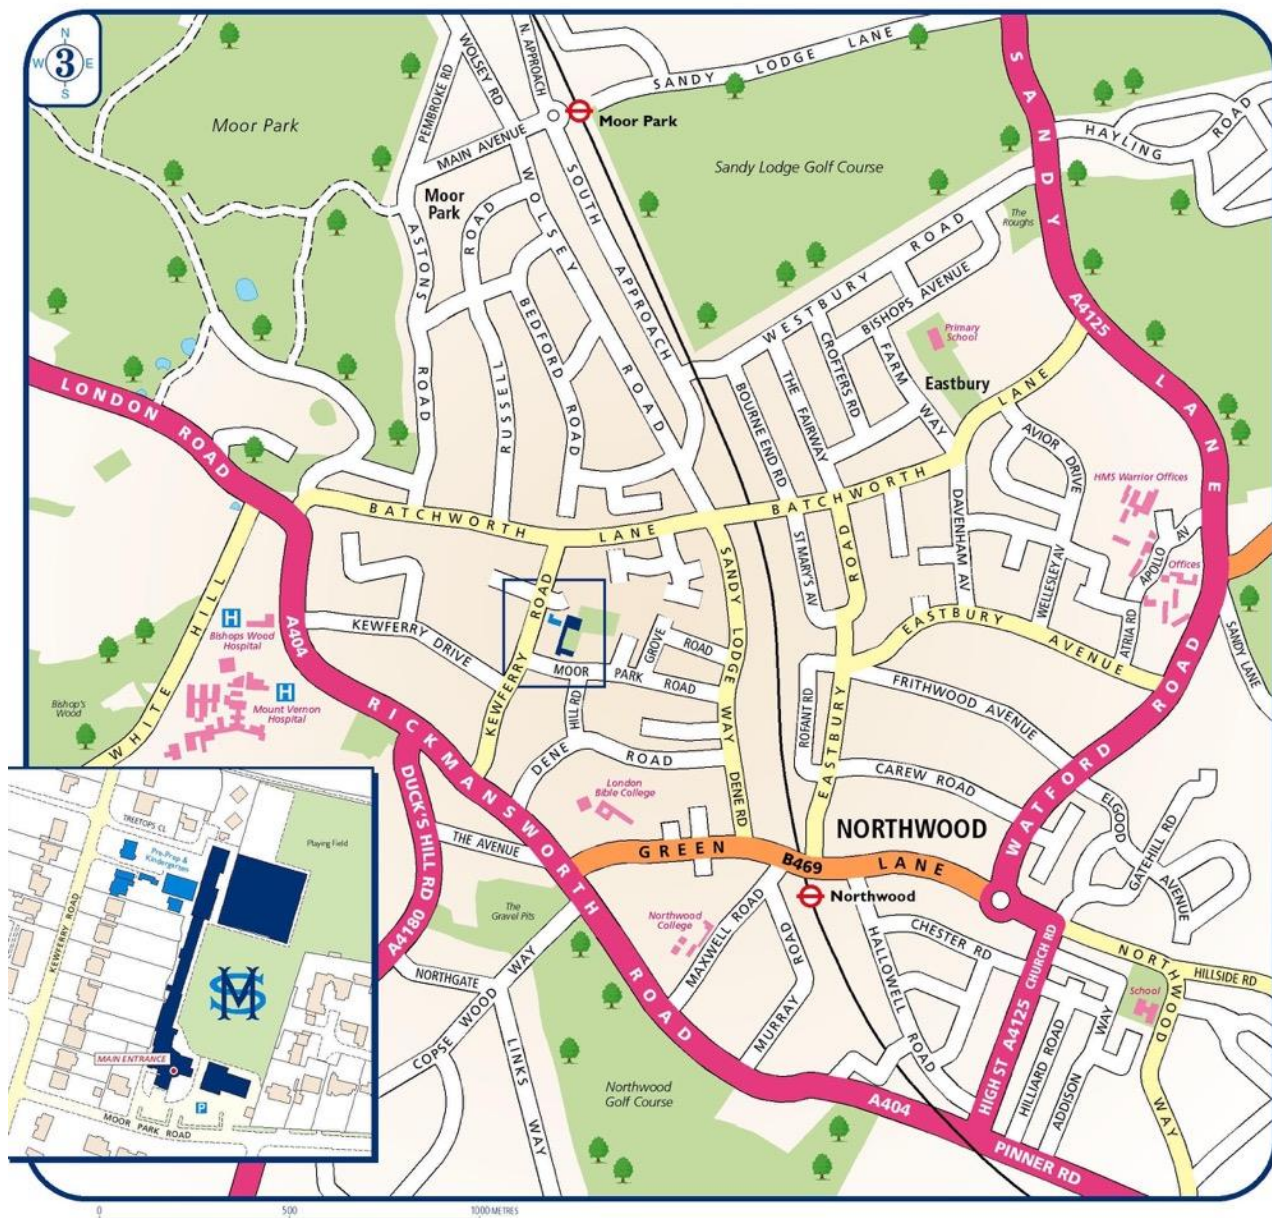 N
W 3 E
S
Moor Park
PEMBROKE RD
WOLSEY RD
N. APPROACH
SANDY LODGE LANE
Moor Park
MAIN AVENUE
Sandy Lodge Golf Course
SANDY LANE
HAYLING ROAD
Moor
Park
WOLSEY ROAD
SOUTH APPROACH
ROAD
ASTONS ROAD
The
Roughs
WESTBURY ROAD
BISHOPS AVENUE
A4125
BEDFORD ROAD
RUSSELL
Primary
School
CROFTERS RD
FARM WAY
THE FAIRWAY
BOURNE END RD
Eastbury
LONDON ROAD
AVIOR DRIVE
HMS Warrior Offices
BATCHWORTH LANE
BATCHWORTH LANE
DAVENHAM AV
APOLLO AV
Offices
WELLESLEY AV
ST MARY'S AV
ATRIA RD
SANDY LANE
EASTBURY AVENUE
EASTBURY ROAD
WHITE HILL
H
Bishops Wood
Hospital
A404
KEWFERRY DRIVE
KEWFERRY ROAD
SANDY LODGE WAY
GROVE ROAD
MOOR PARK ROAD
H
Mount Vernon
Hospital
Bishop's
Wood
HILL RD
FRITHWOOD AVENUE
ROFANT RD
DENE ROAD
RICKMANSWORTH ROAD
CAREW ROAD
WATFORD ROAD
DUCK'S HILL RD
A4180
London
Bible College
DENE RD
ELGOOD AVENUE
GATEHILL RD
NORTHWOOD
THE AVENUE
GREEN LANE
B469
Northwood
The
Gravel Pits
Northwood
College
MAXWELL ROAD
MURRAY ROAD
HALLOWELL ROAD
CHESTER RD
NORTHWOOD WAY
HILLSIDE RD
School
NORTHGATE
COPSE WOOD WAY
LINKS WAY
HIGH ST A4125 CHURCH RD
HILLIARD ROAD
ADDISON WAY
Northwood
Golf Course
A404
PINNER RD
TREETOPS CL
Pre-Prep &
Kindergarten
Playing Field
KEWFERRY ROAD
MSV
MAIN ENTRANCE
P
MOOR PARK ROAD
0 500 1000 METRES